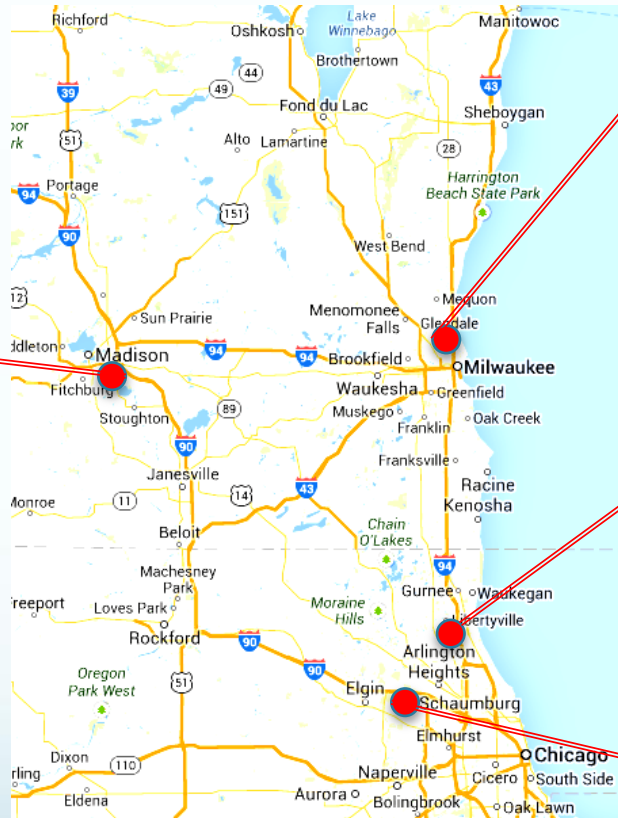 Richford
Oshkosh
Lake
Winnebago
Manitowoc
Brothertown
39
44
49
43
Fond du Lac
Sheboygan
51
Alto
Lamartine
28
Harrington
Beach State Park
Portage
94
151
90
West Bend
12
Mequon
Sun Prairie
Menomonee
Falls
Glendale
94
94
Madison
Brookfield
Milwaukee
Fitchburg
Waukesha
Greenfield
Stoughton
89
Muskego
Oak Creek
Franklin
90
Franksville
Janesville
14
43
Racine
11
Kenosha
Beloit
Chain
O'Lakes
Machesney
Park
94
Gurnee
Waukegan
Loves Park
Moraine
Hills
Rockford
90
Arlington
Heights
90
Oregon
Park West
51
Elgin
Schaumburg
Elmhurst
Dixon
110
Chicago
Naperville
Cicero
South Side
Eldena
Aurora
Bolingbrook
Oak Lawn